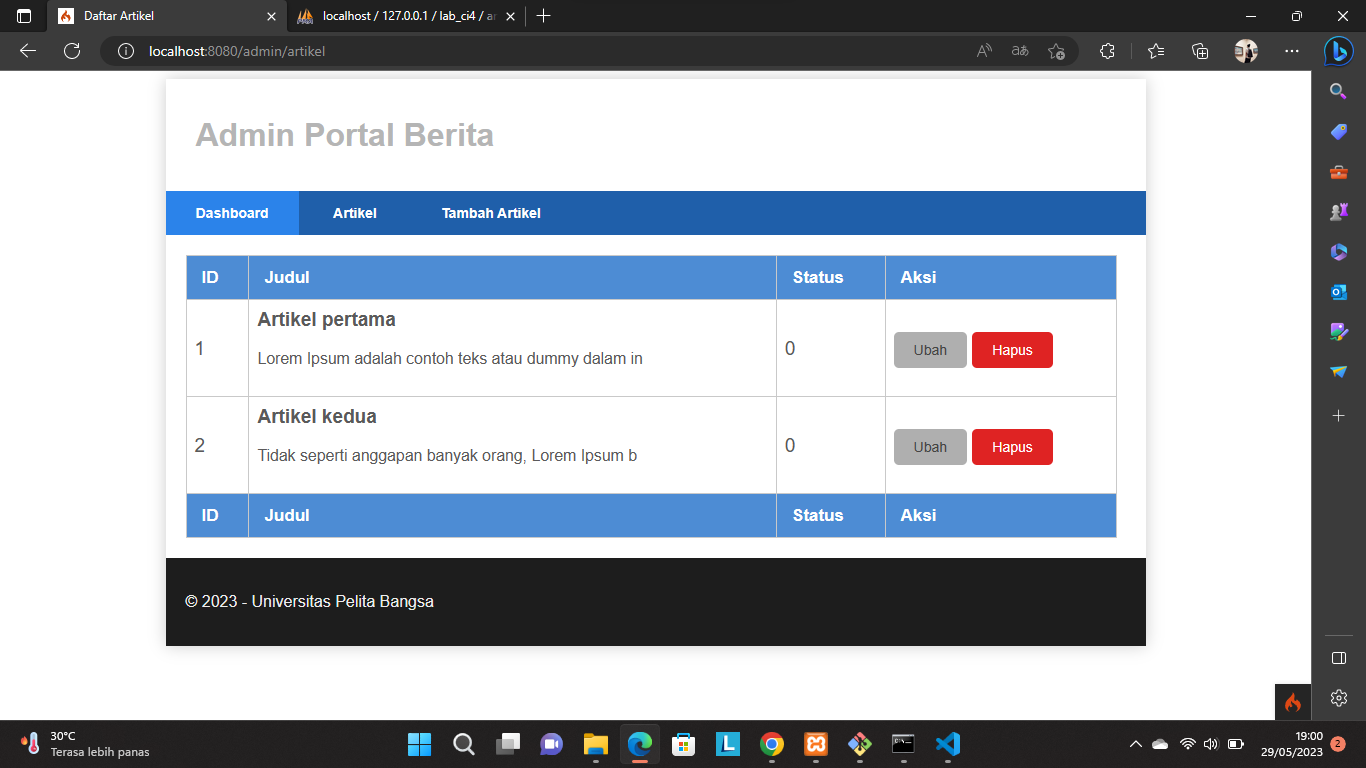 Daftar Artikel
localhost / 127.0.0.1 / lab_ci4 / ar
localhost:8080/admin/artikel
Admin Portal Berita
Dashboard Artikel Tambah Artikel
ID Judul Status Aksi
1 Artikel pertama
Lorem Ipsum adalah contoh teks atau dummy dalam in
0 Ubah Hapus
2 Artikel kedua
Tidak seperti anggapan banyak orang, Lorem Ipsum b
0 Ubah Hapus
ID Judul Status Aksi
© 2023 - Universitas Pelita Bangsa
30°C
Terasa lebih panas
19:00
29/05/2023 2